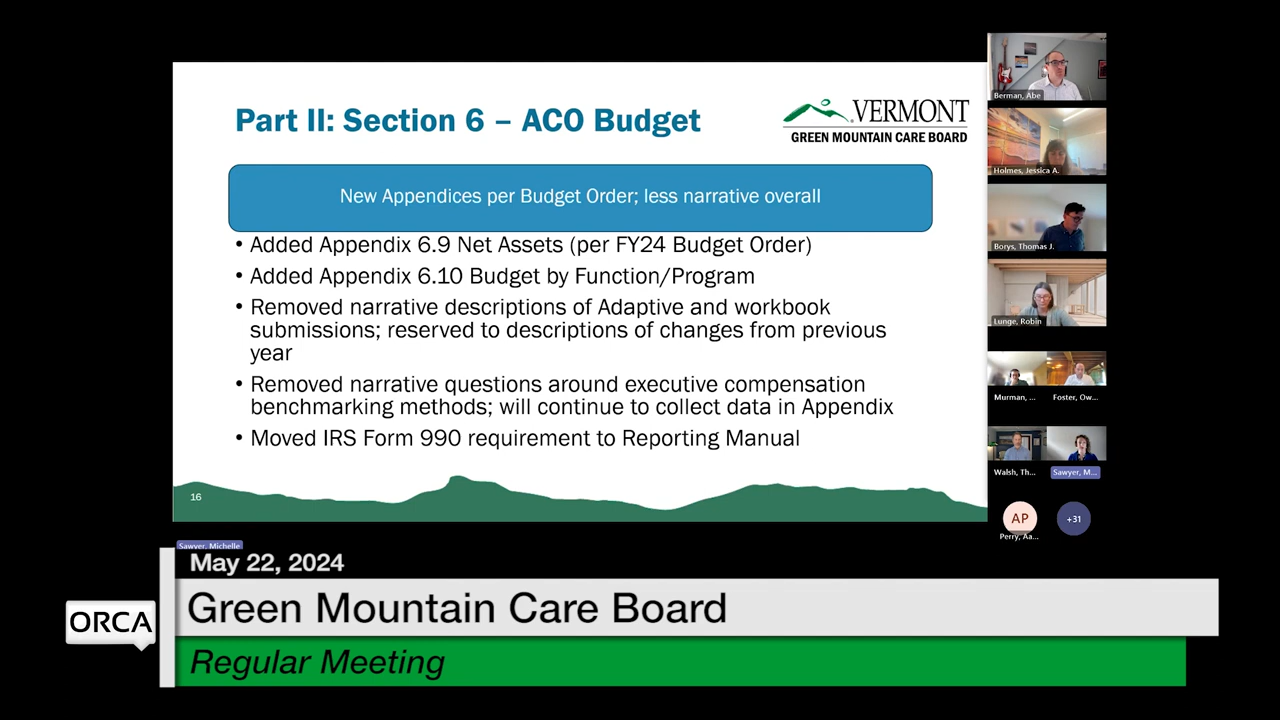 Part II: Section 6 – ACO Budget
VERMONT
GREEN MOUNTAIN CARE BOARD
New Appendices per Budget Order; less narrative overall
• Added Appendix 6.9 Net Assets (per FY24 Budget Order)
• Added Appendix 6.10 Budget by Function/Program
• Removed narrative descriptions of Adaptive and workbook
submissions; reserved to descriptions of changes from previous
year
• Removed narrative questions around executive compensation
benchmarking methods; will continue to collect data in Appendix
• Moved IRS Form 990 requirement to Reporting Manual
16
Berman, Abe
Holmes, Jessica A.
Borys, Thomas J.
Lunge, Robin
Murman, ...
Foster, Ow...
Walsh, Th...
Sawyer, M...
AP
+31
Perry, Aa...
Sawyer, Michelle
May 22, 2024
ORCA
Green Mountain Care Board
Regular Meeting